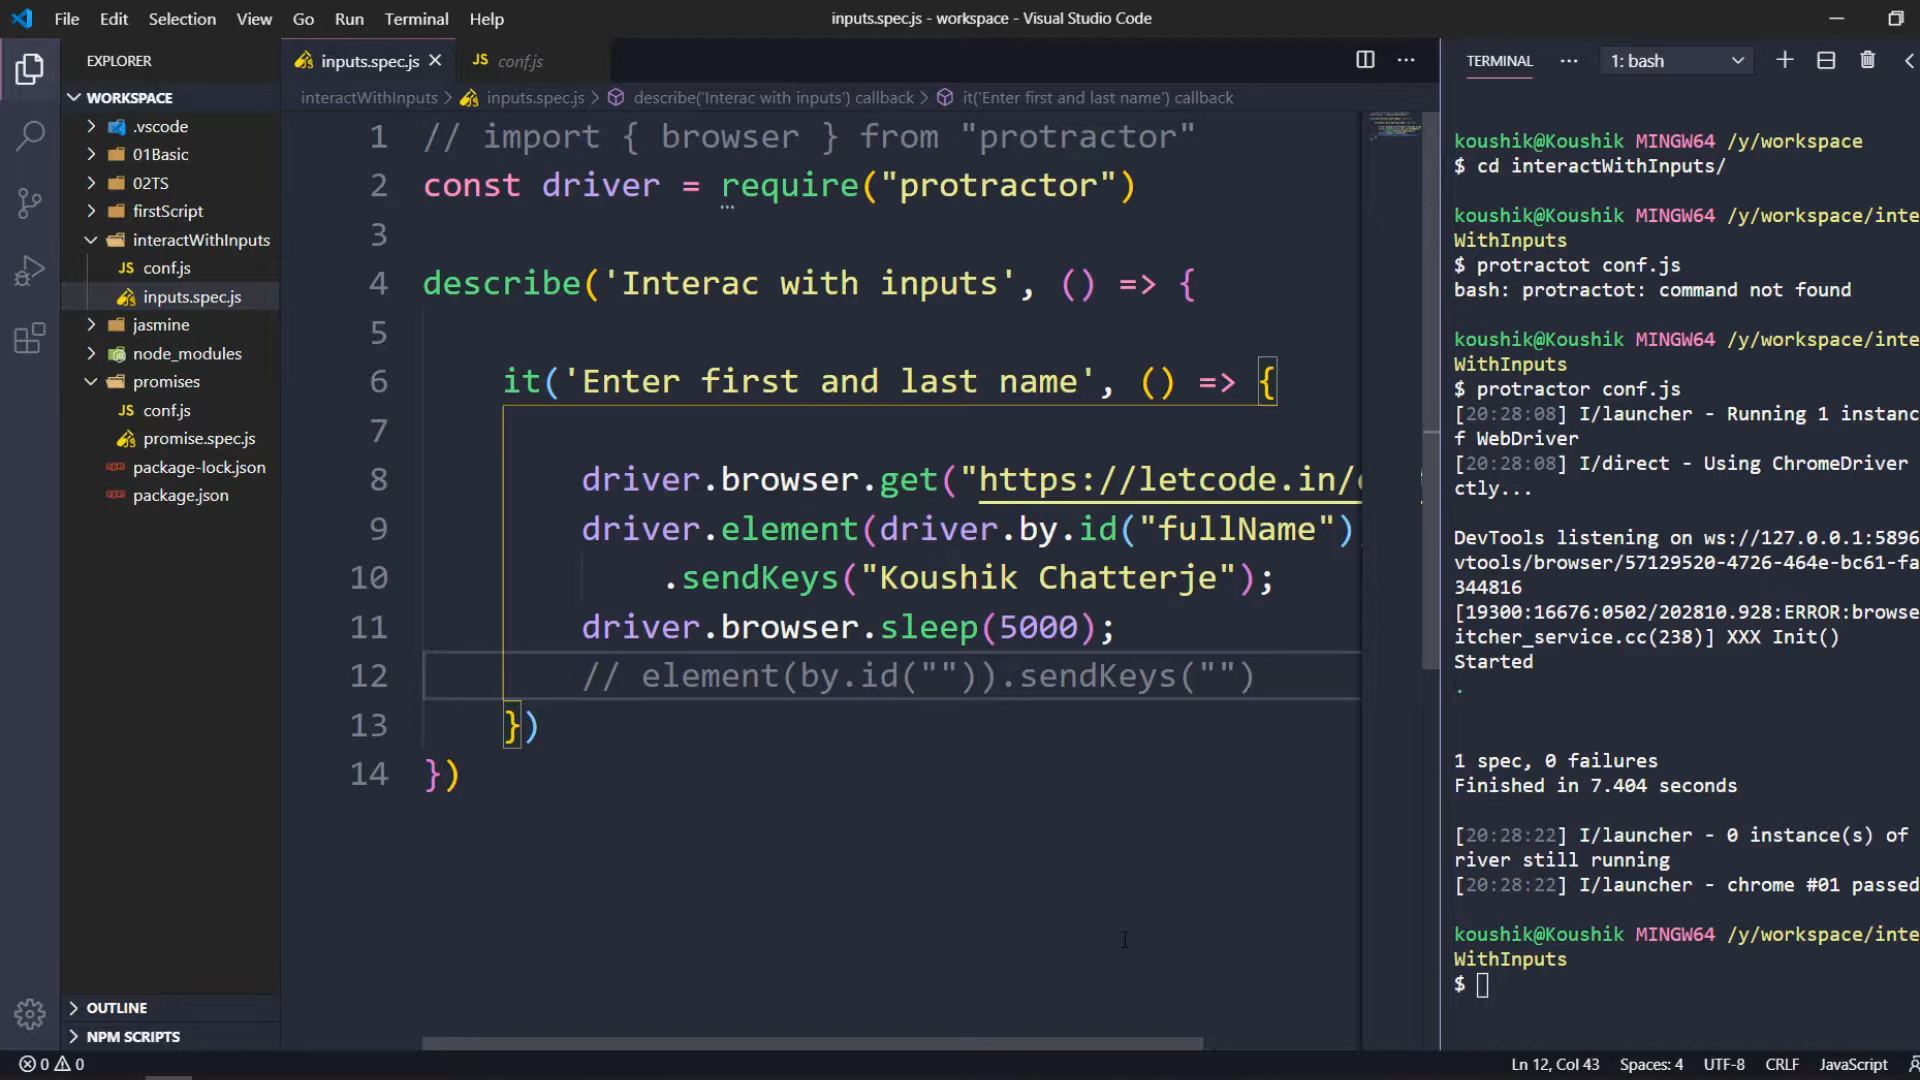 File Edit Selection View Go Run Terminal Help
inputs.spec.js - workspace - Visual Studio Code
EXPLORER
WORKSPACE
.vscode
01Basic
02TS
firstScript
interactWithInputs
JS conf.js
inputs.spec.js
jasmine
node_modules
promises
JS conf.js
promise.spec.js
package-lock.json
package.json
OUTLINE
NPM SCRIPTS
inputs.spec.js
JS conf.js
interactWithInputs > inputs.spec.js > describe('Interac with inputs') callback > it('Enter first and last name') callback
1 // import { browser } from "protractor"
2 const driver = require("protractor")
3
4 describe('Interac with inputs', () => {
5
6 it('Enter first and last name', () => {
7
8 driver.browser.get("https://letcode.in/
9 driver.element(driver.by.id("fullName")
10 .sendKeys("Koushik Chatterje");
11 driver.browser.sleep(5000);
12 // element(by.id("")).sendKeys("")
13 })
14 })
TERMINAL
1: bash
koushik@Koushik MINGW64 /y/workspace
$ cd interactWithInputs/
koushik@Koushik MINGW64 /y/workspace/inte
WithInputs
$ protractot conf.js
bash: protractot: command not found
koushik@Koushik MINGW64 /y/workspace/inte
WithInputs
$ protractor conf.js
[20:28:08] I/launcher - Running 1 instanc
f WebDriver
[20:28:08] I/direct - Using ChromeDriver
ctly...
DevTools listening on ws://127.0.0.1:5896
vtools/browser/57129520-4726-464e-bc61-fa
344816
[19300:16676:0502/202810.928:ERROR:browse
itcher_service.cc(238)] XXX Init()
Started
.
1 spec, 0 failures
Finished in 7.404 seconds
[20:28:22] I/launcher - 0 instance(s) of
river still running
[20:28:22] I/launcher - chrome #01 passed
koushik@Koushik MINGW64 /y/workspace/inte
WithInputs
$
0 0
Ln 12, Col 43 Spaces: 4 UTF-8 CRLF JavaScript